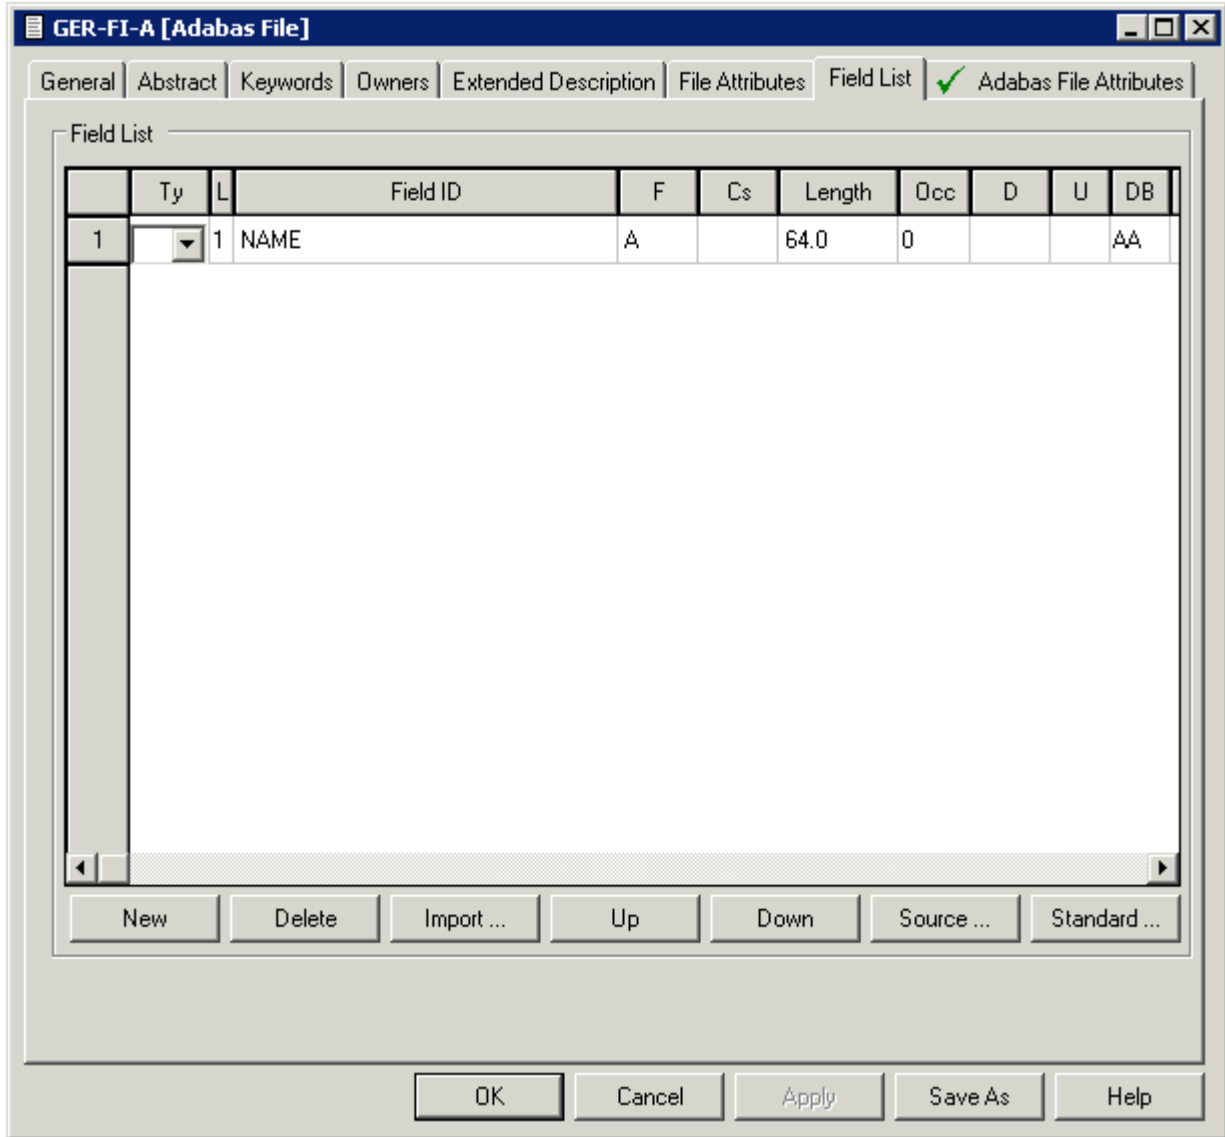 GER-FI-A [Adabas File]
General Abstract Keywords Owners Extended Description File Attributes Field List Adabas File Attributes
Field List
Ty L Field ID F Cs Length Occ D U DB
1 1 NAME A 64.0 0 AA
New Delete Import ... Up Down Source ... Standard ...
OK Cancel Apply Save As Help